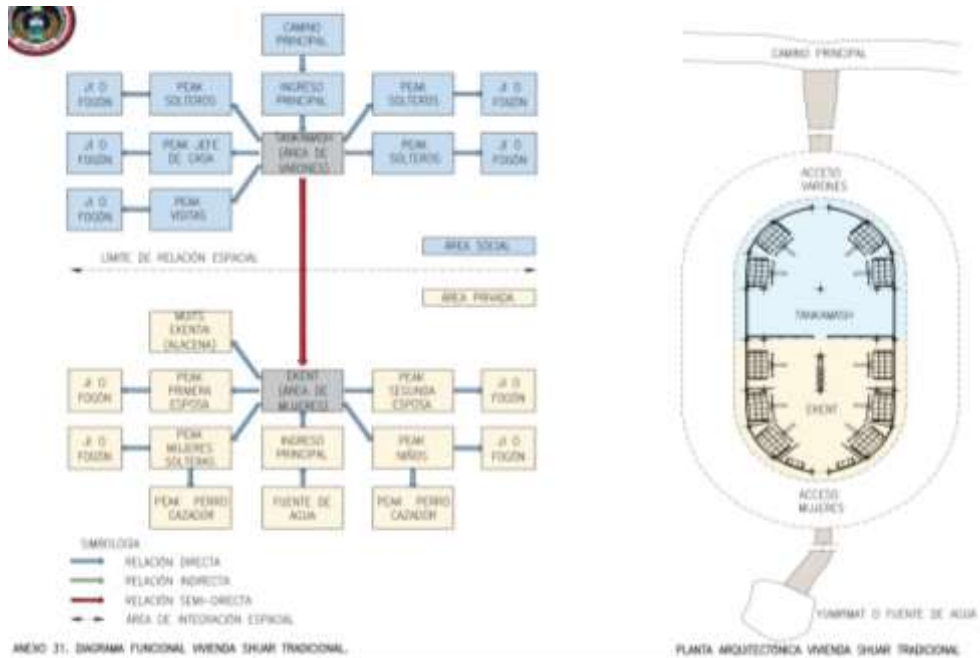 CAMINO
PRINCIPAL
JI O
FOGÓN
PEAK
SOLTEROS
INGRESO
PRINCIPAL
PEAK
SOLTEROS
JI O
FOGÓN
JI O
FOGÓN
PEAK JEFE
DE CASA
TANKAMASH
(ÁREA DE
VARONES)
PEAK
SOLTEROS
JI O
FOGÓN
JI O
FOGÓN
PEAK
VISITAS
ÁREA SOCIAL
LÍMITE DE RELACIÓN ESPACIAL
ÁREA PRIVADA
MUITS
EKENTIA
(ALACENA)
JI O
FOGÓN
PEAK
PRIMERA
ESPOSA
EKENT
(ÁREA DE
MUJERES)
PEAK
SEGUNDA
ESPOSA
JI O
FOGÓN
JI O
FOGÓN
PEAK
MUJERES
SOLTERAS
INGRESO
PRINCIPAL
PEAK
NIÑOS
JI O
FOGÓN
PEAK PERRO
CAZADOR
FUENTE DE
AGUA
PEAK PERRO
CAZADOR
SIMBOLOGÍA
RELACIÓN DIRECTA
RELACIÓN INDIRECTA
RELACIÓN SEMI-DIRECTA
ÁREA DE INTEGRACIÓN ESPACIAL
ANEXO 31. DIAGRAMA FUNCIONAL VIVIENDA SHUAR TRADICIONAL.
CAMINO PRINCIPAL
ACCESO
VARONES
TANKAMASH
EKENT
ACCESO
MUJERES
O FUENTE DE AGUA
PLANTA ARQUITECTÓNICA VIVIENDA SHUAR TRADICIONAL